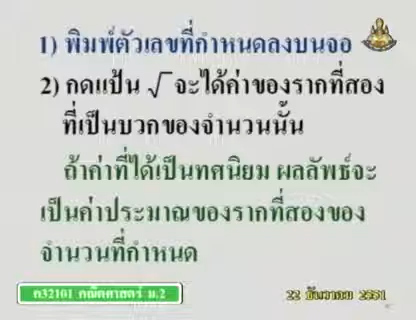 1) พิมพ์ตัวเลขที่กำหนดลงบนจอ
2) กดแป้น √ จะได้ค่าของรากที่สอง
ที่เป็นบวกของจำนวนนั้น
ถ้าค่าที่ได้เป็นทศนิยม ผลลัพธ์จะ
เป็นค่าประมาณของรากที่สองของ
จำนวนที่กำหนด
ค32101 คณิตศาสตร์ ม.2
22 ธันวาคม 2551